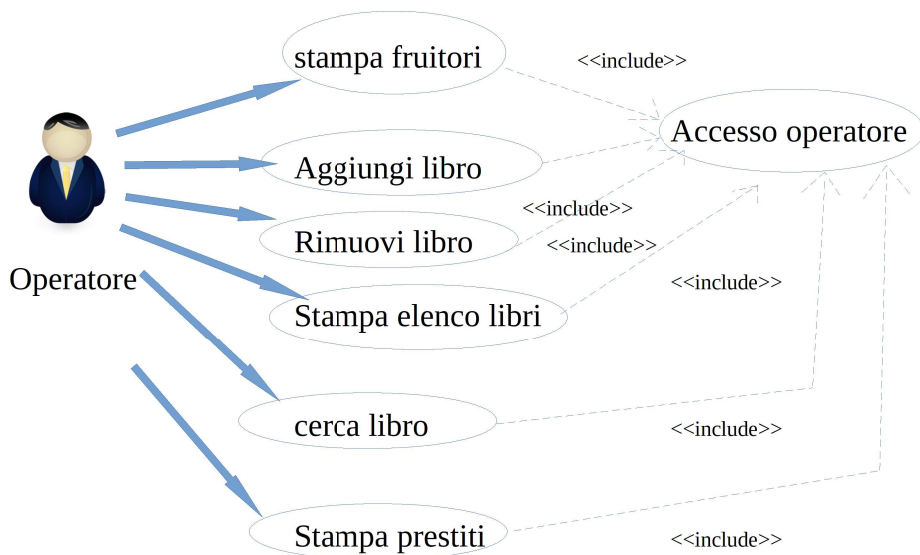 stampa fruitori
<<include>>
Accesso operatore
Aggiungi libro
<<include>>
Rimuovi libro
<<include>>
Operatore
<<include>>
Stampa elenco libri
cerca libro
<<include>>
Stampa prestiti
<<include>>